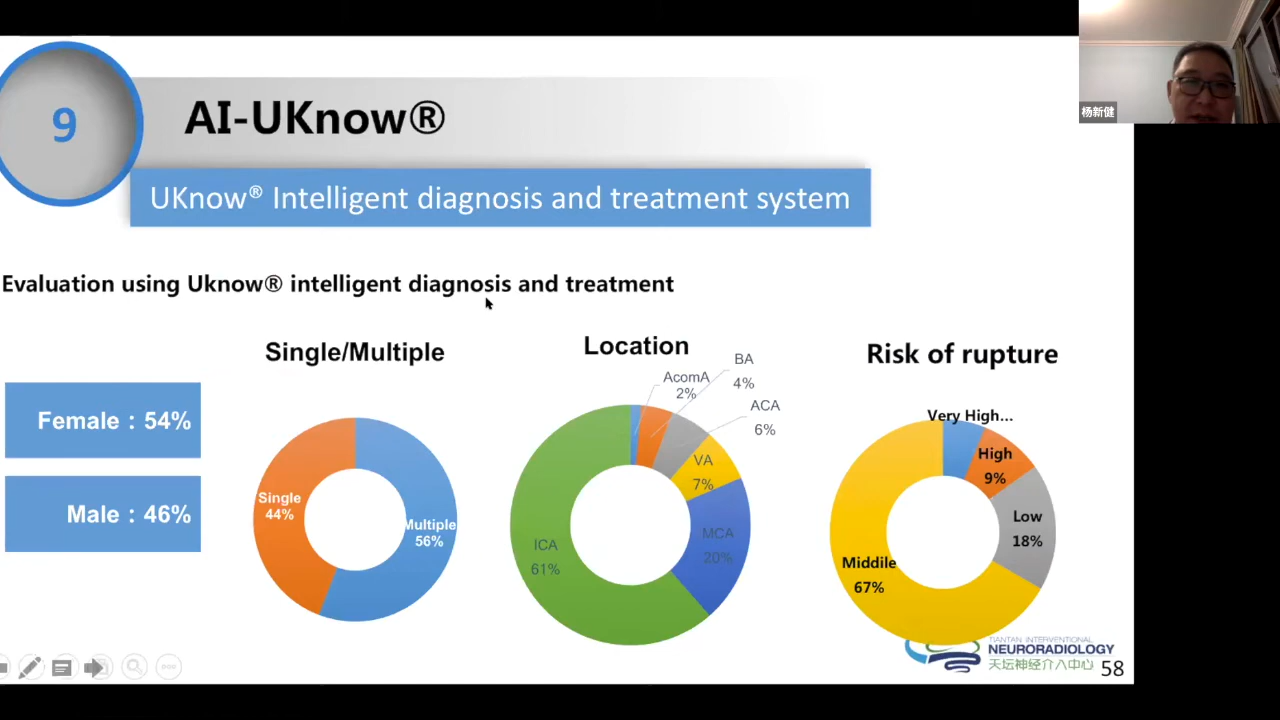 杨新健
9
AI-UKnow®
UKnow® Intelligent diagnosis and treatment system
Evaluation using Uknow® intelligent diagnosis and treatment
Female：54%
Male：46%
Single/Multiple
Single
44%
Multiple
56%
Location
AcomA
2%
BA
4%
ACA
6%
VA
7%
MCA
20%
ICA
61%
Risk of rupture
Very High...
High
9%
Low
18%
Middile
67%
TIANTAN INTERVENTIONAL
NEURORADIOLOGY
天坛神经介入中心
58